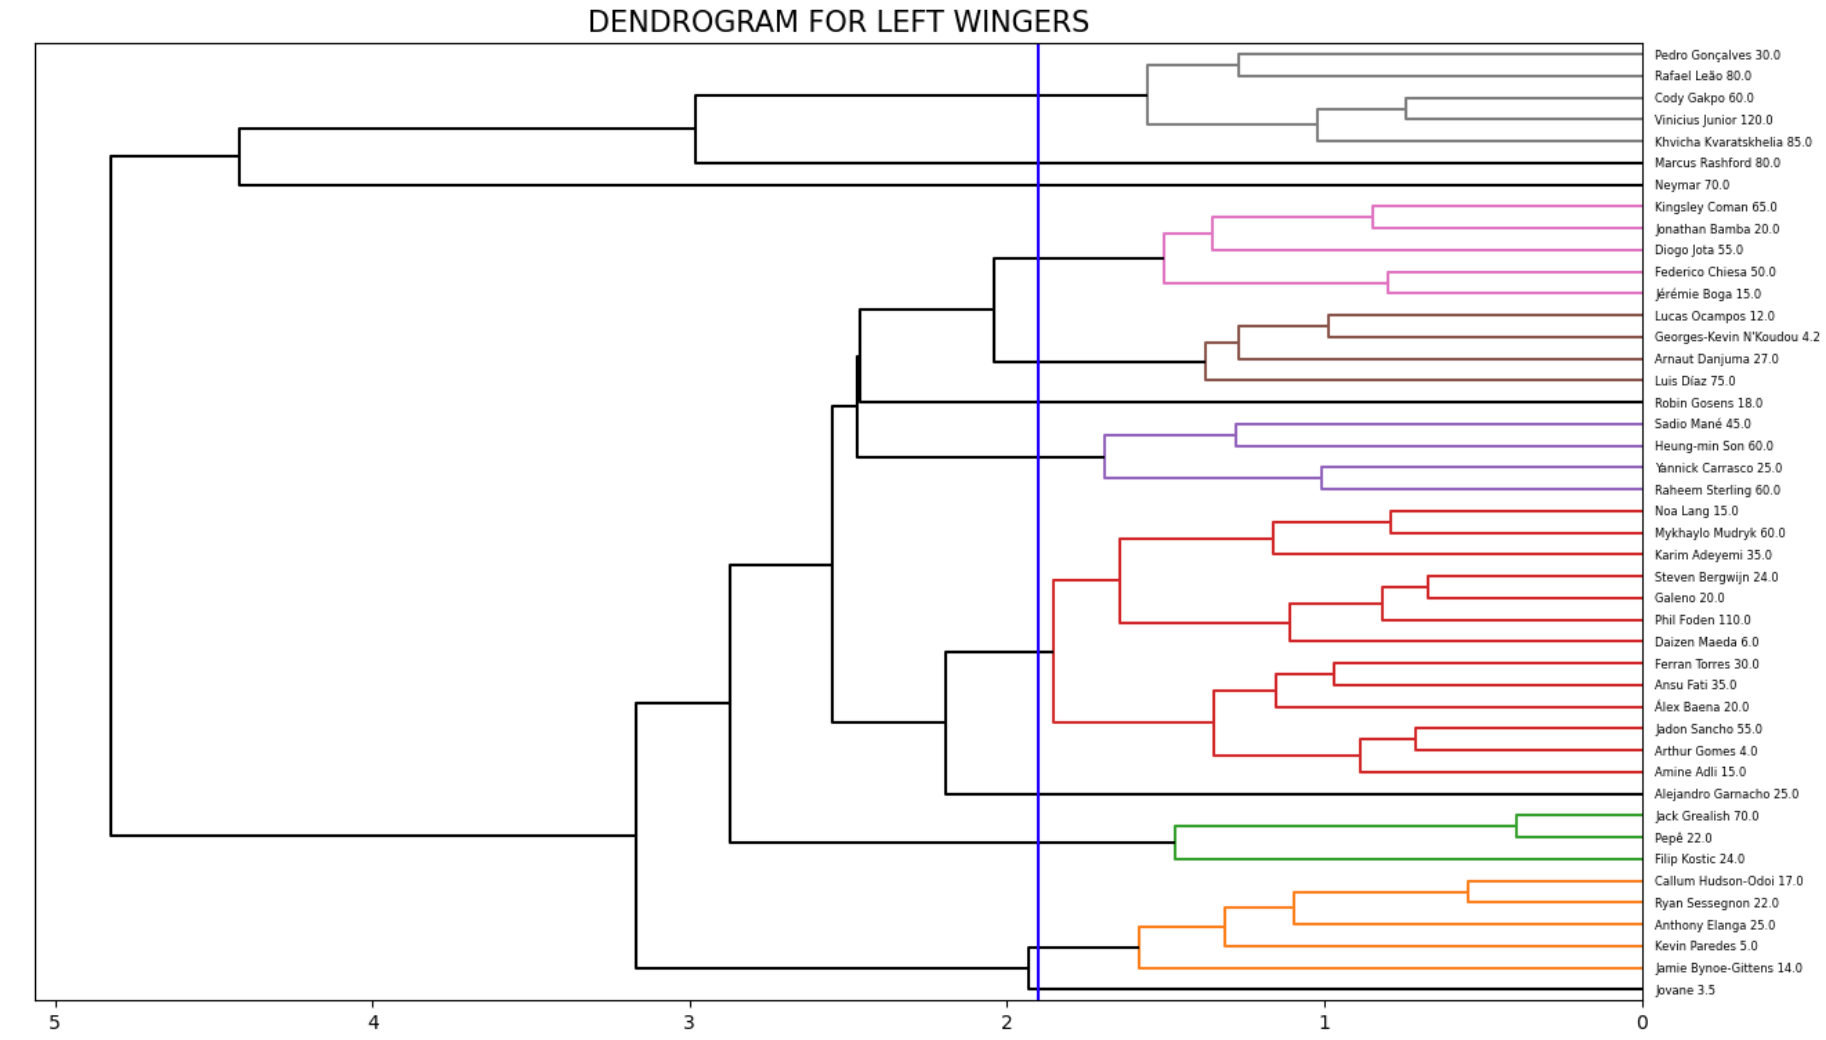 DENDROGRAM FOR LEFT WINGERS
Pedro Gonçalves 30.0
Rafael Leão 80.0
Cody Gakpo 60.0
Vinicius Junior 120.0
Khvicha Kvaratskhelia 85.0
Marcus Rashford 80.0
Neymar 70.0
Kingsley Coman 65.0
Jonathan Bamba 20.0
Diogo Jota 55.0
Federico Chiesa 50.0
Jérémie Boga 15.0
Lucas Ocampos 12.0
Georges-Kevin N'Koudou 4.2
Arnaut Danjuma 27.0
Luis Díaz 75.0
Robin Gosens 18.0
Sadio Mané 45.0
Heung-min Son 60.0
Yannick Carrasco 25.0
Raheem Sterling 60.0
Noa Lang 15.0
Mykhaylo Mudryk 60.0
Karim Adeyemi 35.0
Steven Bergwijn 24.0
Galeno 20.0
Phil Foden 110.0
Daizen Maeda 6.0
Ferran Torres 30.0
Ansu Fati 35.0
Álex Baena 20.0
Jadon Sancho 55.0
Arthur Gomes 4.0
Amine Adli 15.0
Alejandro Garnacho 25.0
Jack Grealish 70.0
Pepê 22.0
Filip Kostic 24.0
Callum Hudson-Odoi 17.0
Ryan Sessegnon 22.0
Anthony Elanga 25.0
Kevin Paredes 5.0
Jamie Bynoe-Gittens 14.0
Jovane 3.5
5 4 3 2 1 0